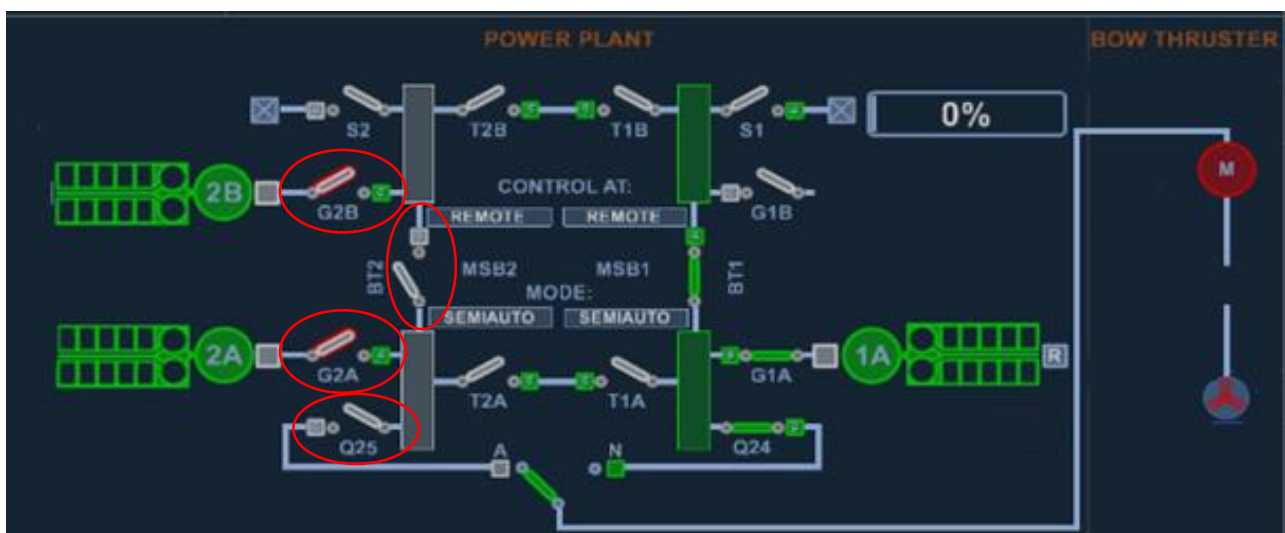 POWER PLANT
BOW THRUSTER
S2
T2B
T1B
S1
0%
2B
G2B
CONTROL AT:
G1B
M
REMOTE
REMOTE
BT2
MSB2
MSB1
BT1
MODE:
SEMIAUTO
SEMIAUTO
2A
G2A
G1A
1A
R
T2A
T1A
Q25
A
N
Q24